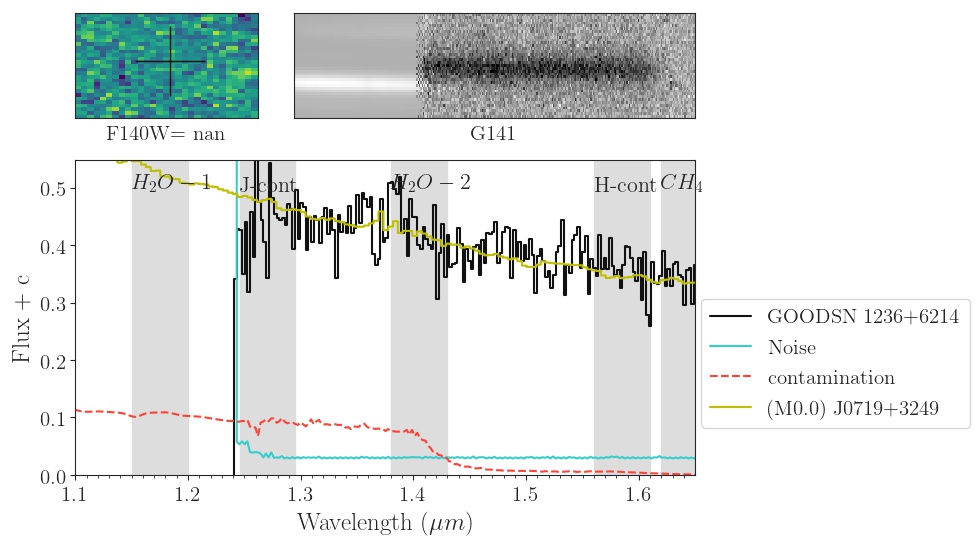 F140W= nan
G141
H₂O − 1
J-cont
H₂O − 2
H-cont
CH₄
0.5
0.4
0.3
0.2
0.1
0.0
Flux + c
1.1
1.2
1.3
1.4
1.5
1.6
Wavelength (μm)
GOODSN 1236+6214
Noise
contamination
(M0.0) J0719+3249